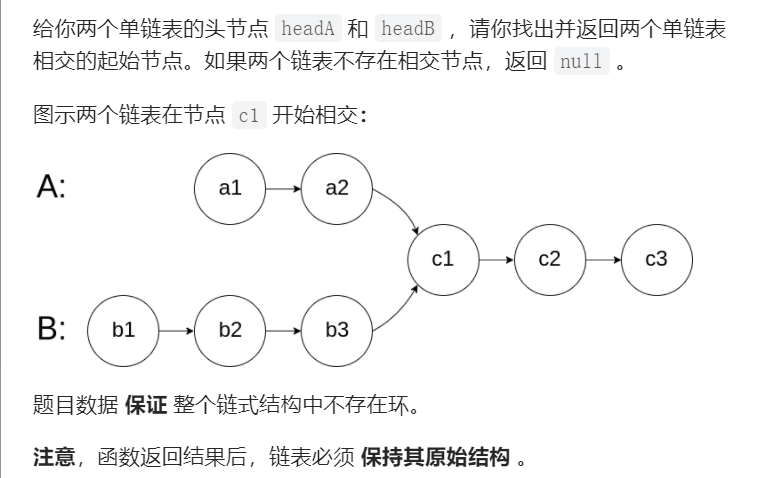 给你两个单链表的头节点 headA 和 headB ，请你找出并返回两个单链表
相交的起始节点。如果两个链表不存在相交节点，返回 null 。
图示两个链表在节点 c1 开始相交：
A: a1 a2
c1 c2 c3
B: b1 b2 b3
题目数据 保证 整个链式结构中不存在环。
注意，函数返回结果后，链表必须 保持其原始结构 。